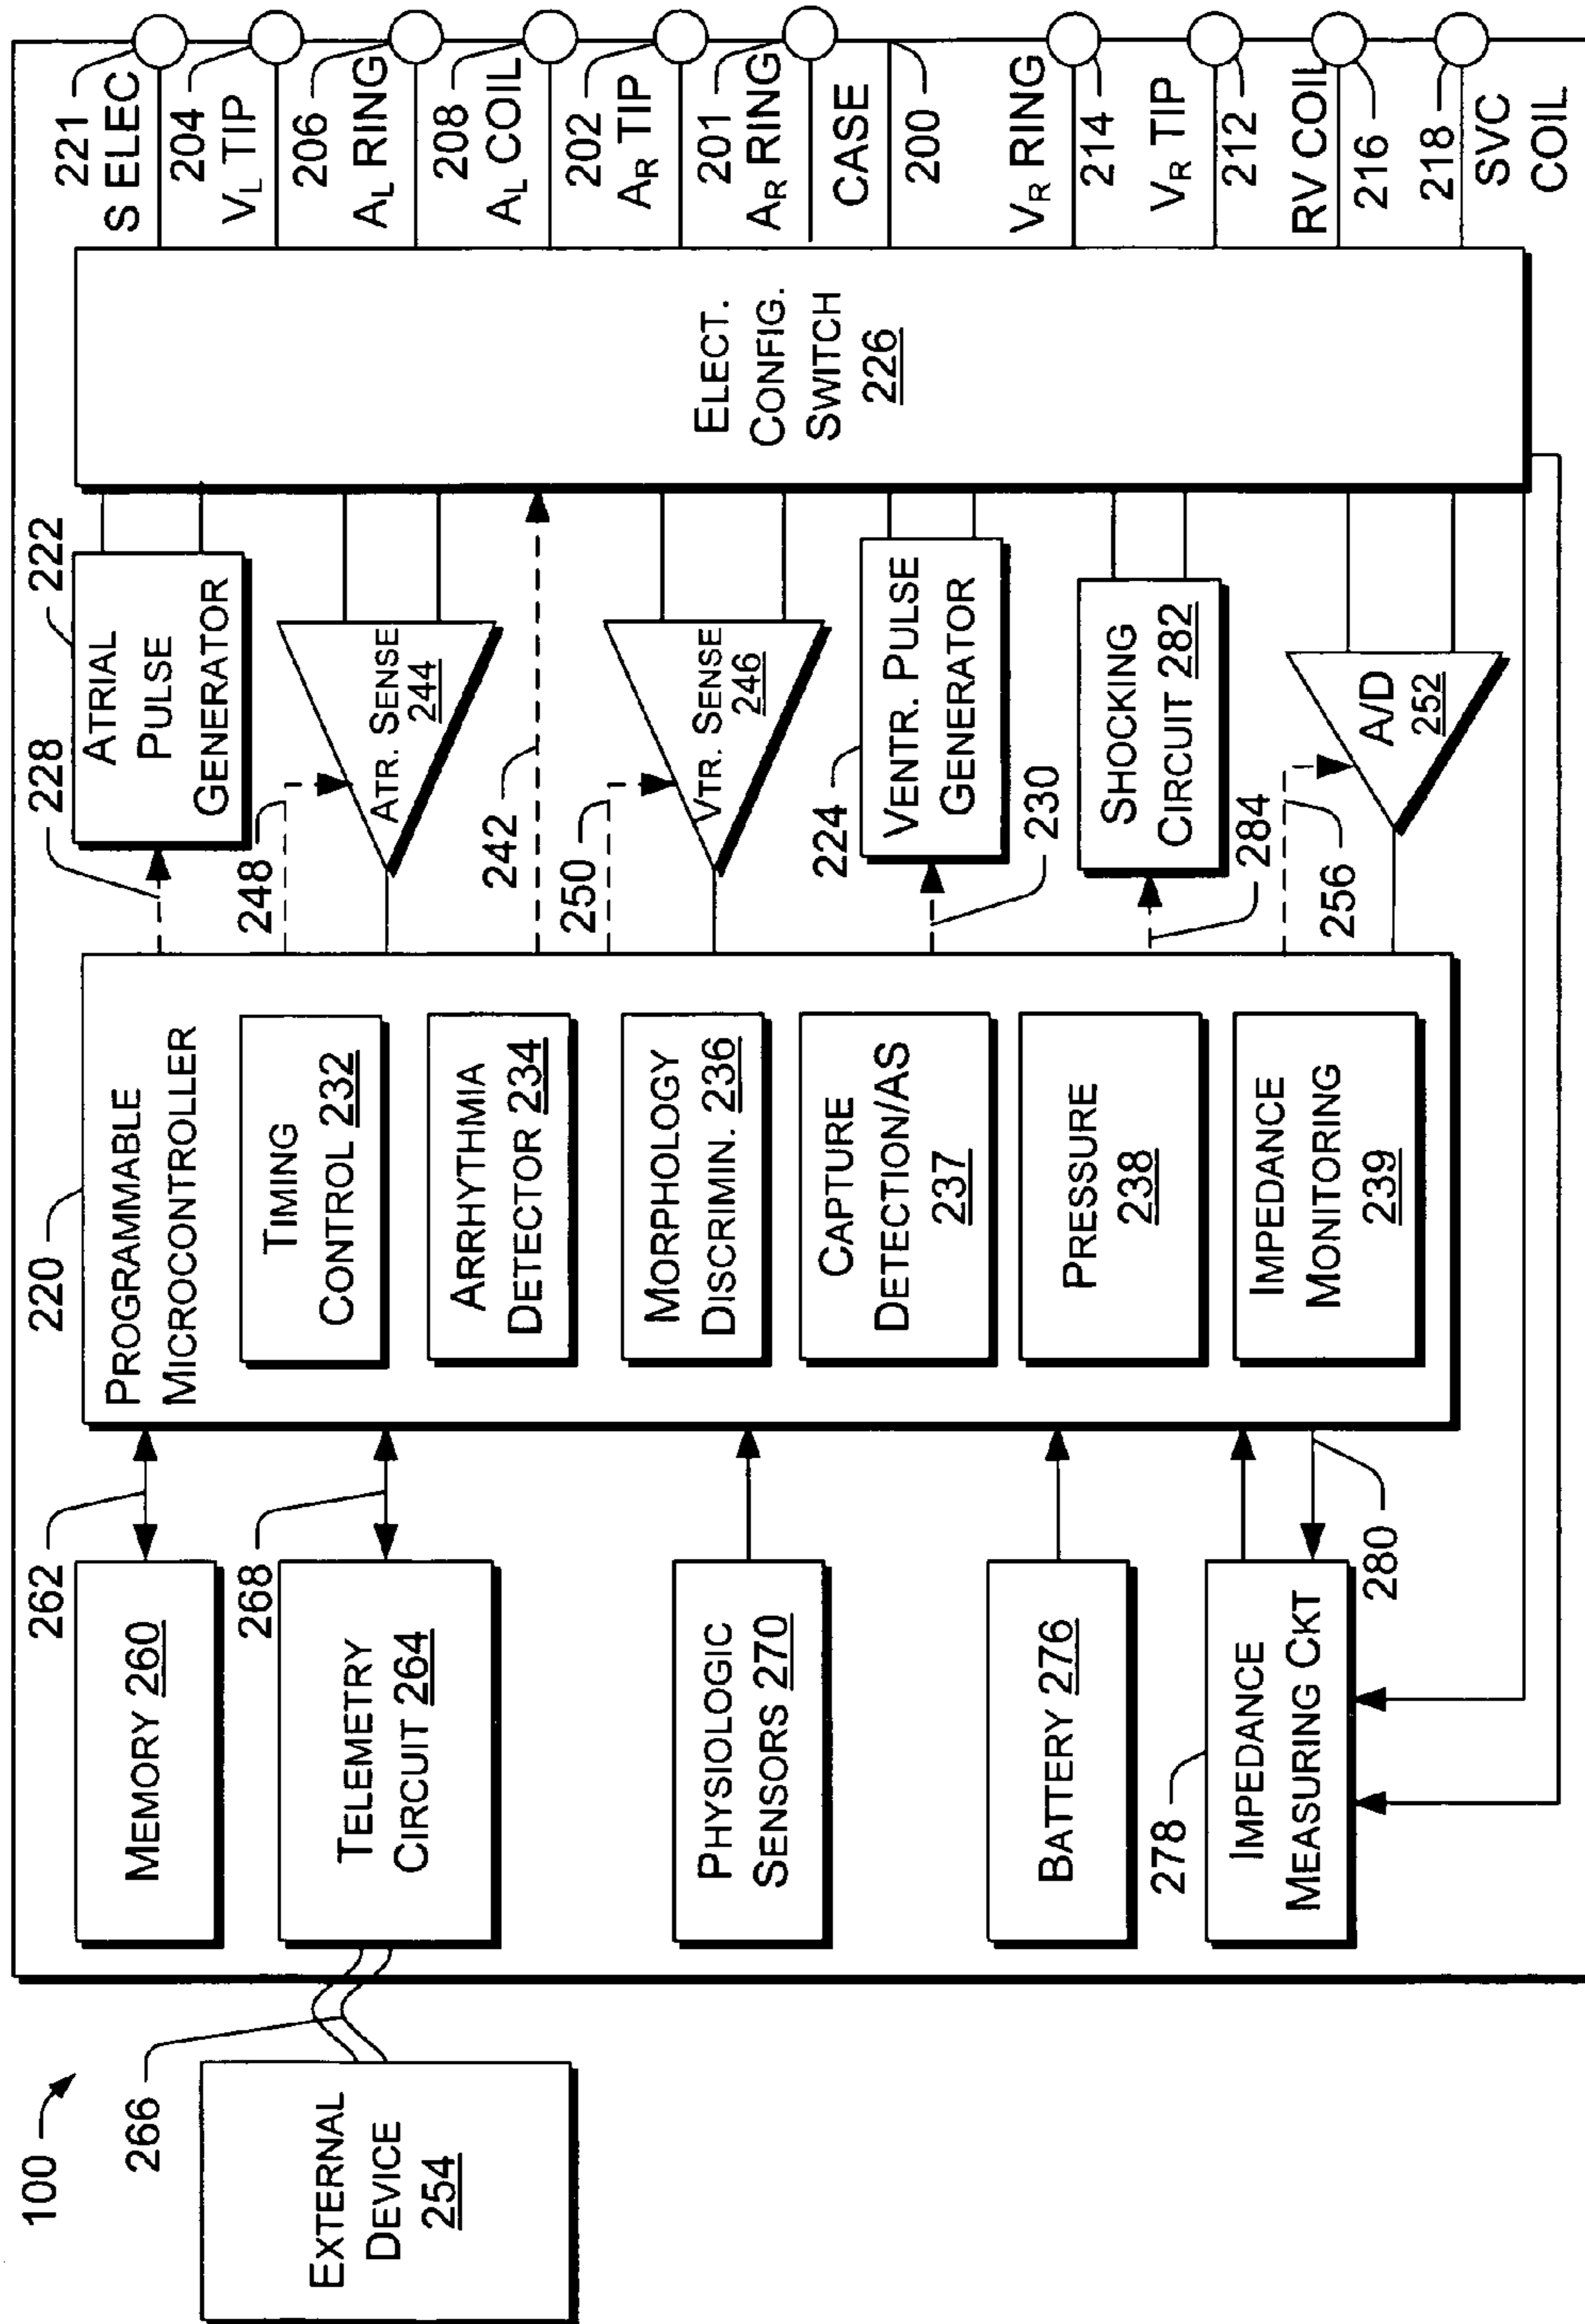 100
EXTERNAL
DEVICE
254
266
MEMORY 260
262
TELEMETRY
CIRCUIT 264
268
PHYSIOLOGIC
SENSORS 270
BATTERY 276
278
IMPEDANCE
MEASURING CKT
280
220
PROGRAMMABLE
MICROCONTROLLER
TIMING
CONTROL 232
ARRHYTHMIA
DETECTOR 234
MORPHOLOGY
DISCRIMIN. 236
CAPTURE
DETECTION/AS
237
PRESSURE
238
IMPEDANCE
MONITORING
239
228
222
ATRIAL
PULSE
GENERATOR
248
ATR. SENSE
244
242
250
VTR. SENSE
246
224
VENTR. PULSE
GENERATOR
230
SHOCKING
CIRCUIT 282
284
256
A/D
252
ELECT.
CONFIG.
SWITCH
226
221
S ELEC
204
VL TIP
206
AL RING
208
AL COIL
202
AR TIP
201
AR RING
CASE
200
VR RING
214
VR TIP
212
RV COIL
216
218
SVC
COIL